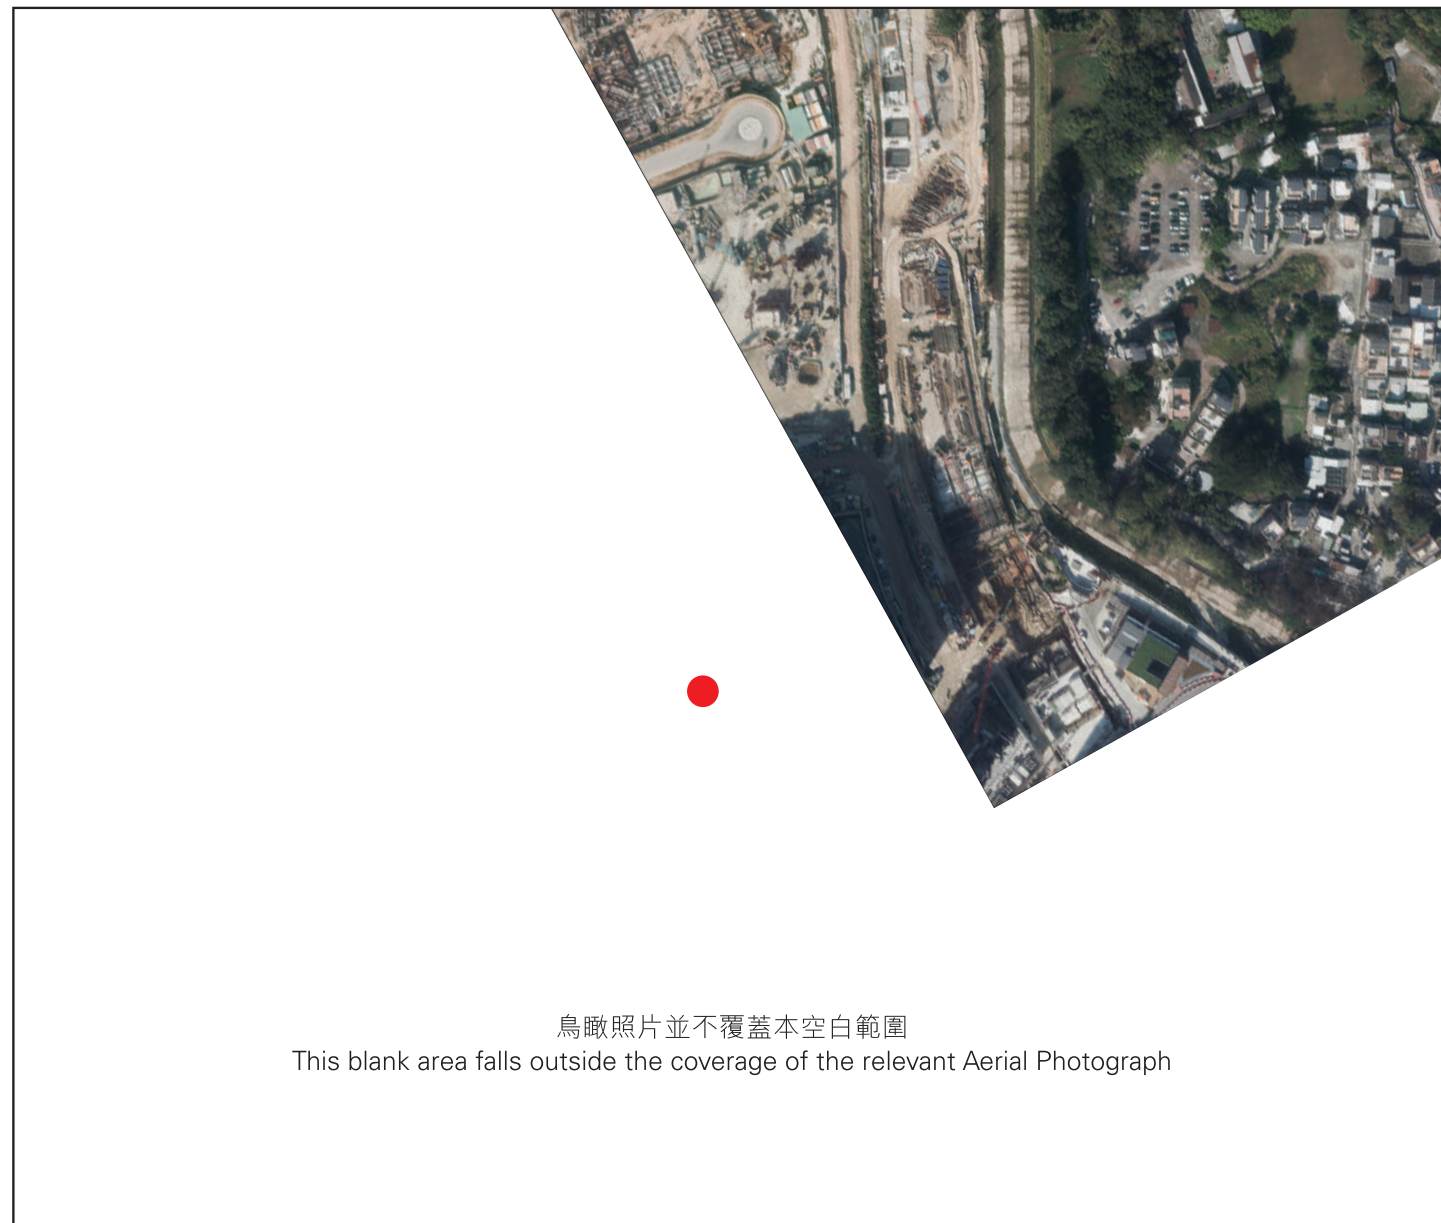 鳥瞰照片並不覆蓋本空白範圍
This blank area falls outside the coverage of the relevant Aerial Photograph